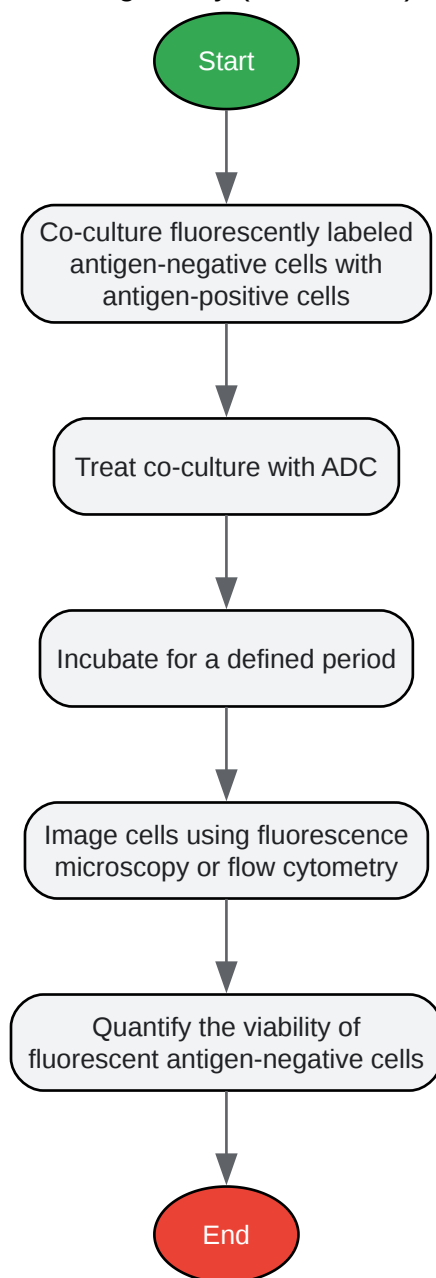 Start
Co-culture fluorescently labeled
antigen-negative cells with
antigen-positive cells
Treat co-culture with ADC
Incubate for a defined period
Image cells using fluorescence
microscopy or flow cytometry
Quantify the viability of
fluorescent antigen-negative cells
End